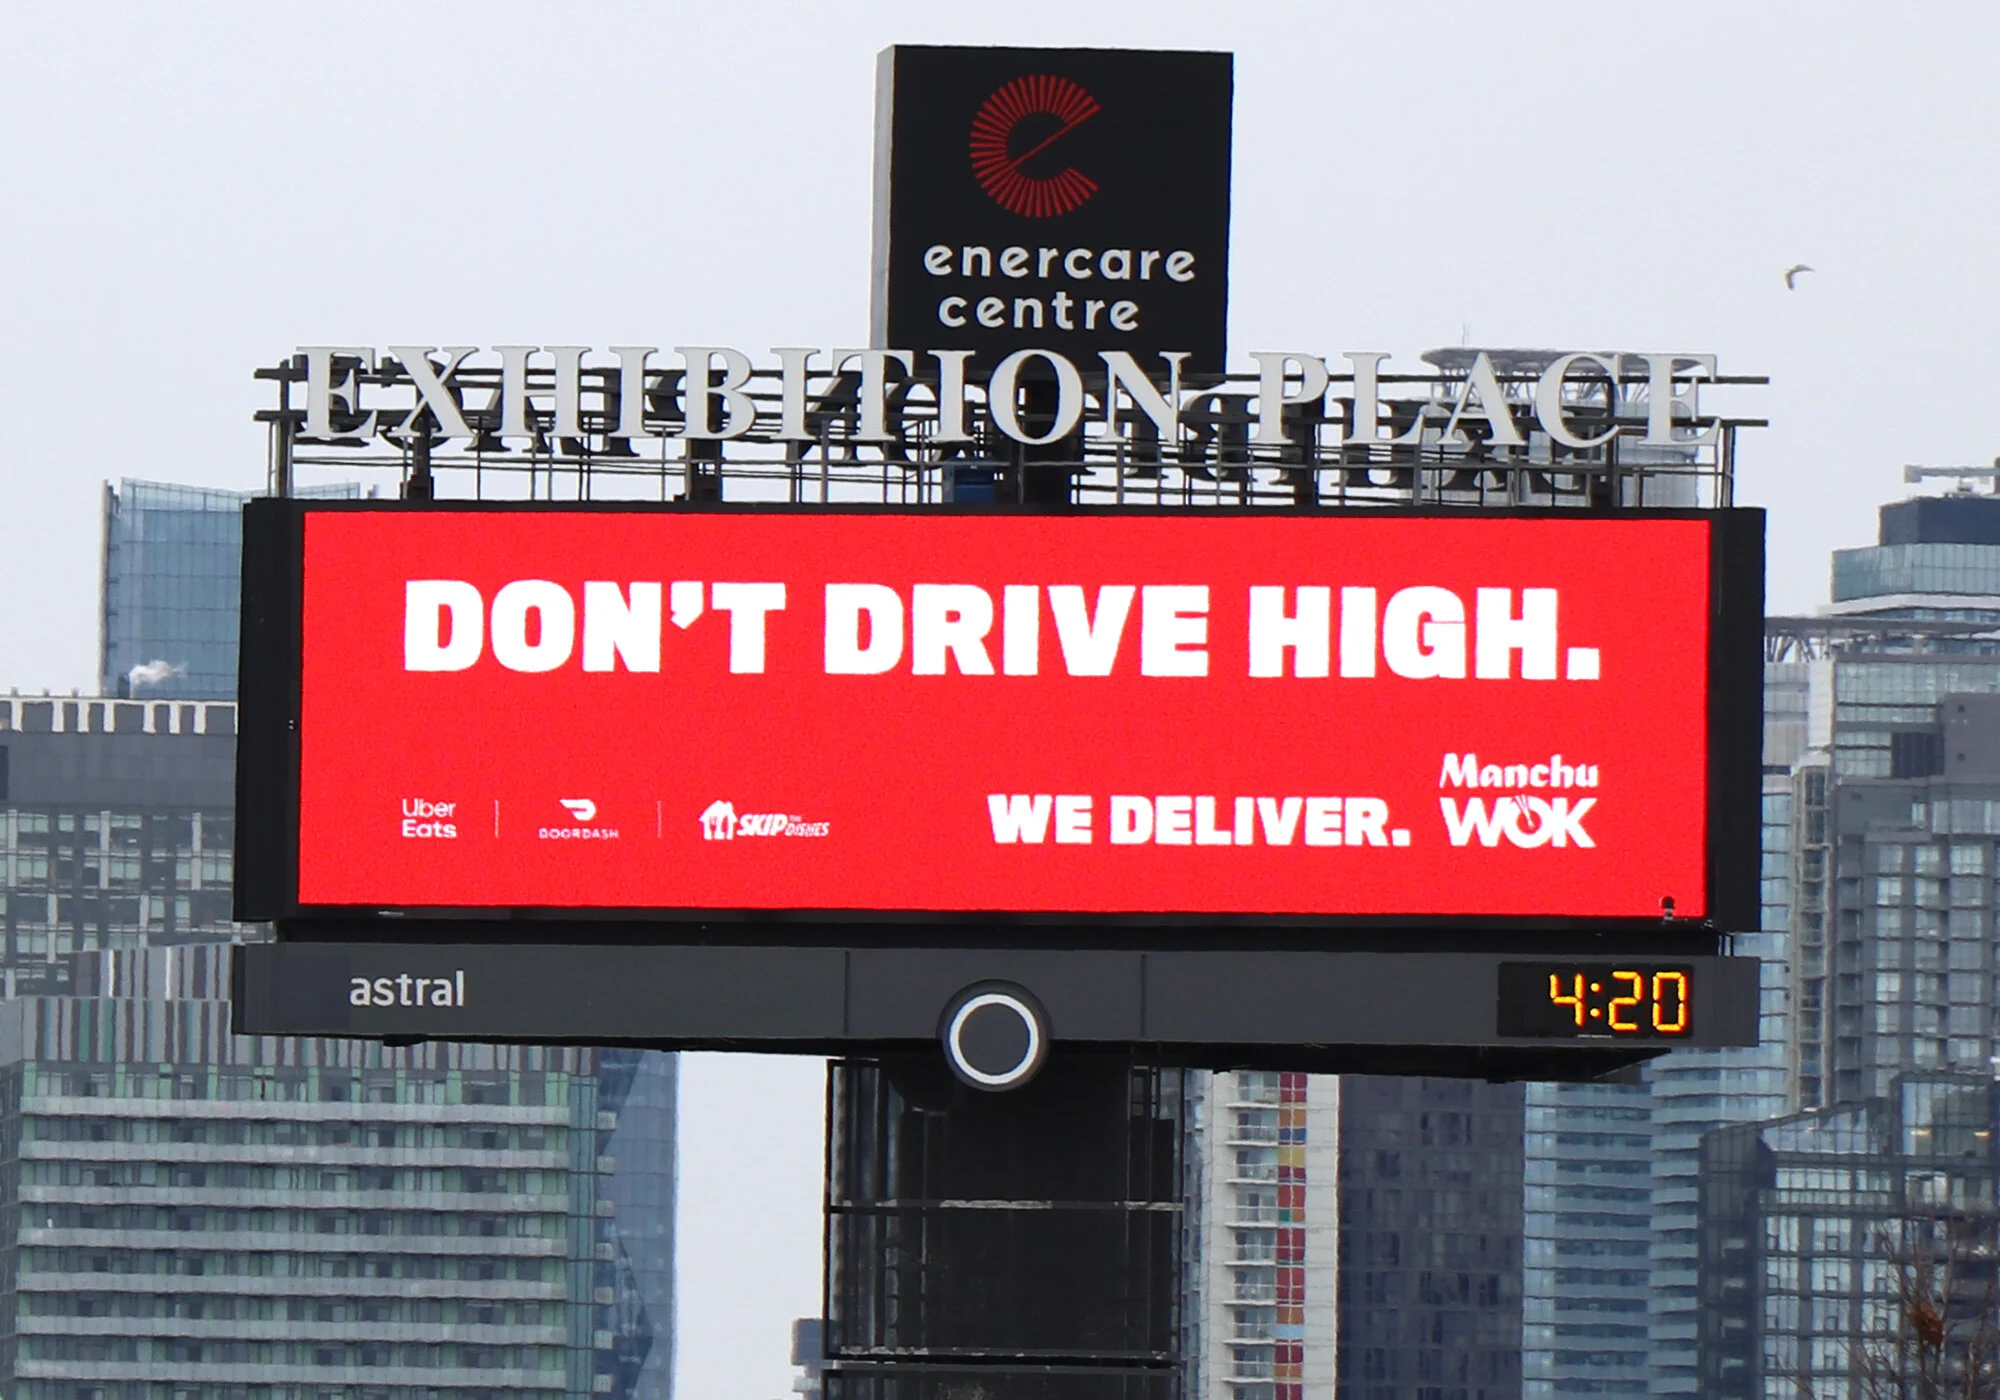 enercare
centre
EXHIBITION PLACE
DON'T DRIVE HIGH.
Uber
Eats
DOORDASH
SKIP THE DISHES
WE DELIVER.
Manchu
WOK
astral
4:20